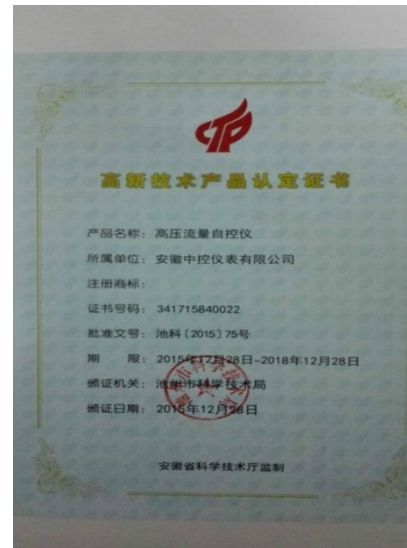 高新技术产品认定证书
产品名称：高压流量自控仪
所属单位：安徽中控仪表有限公司
注册商标：
证书号码：341715840022
批准文号：池科〔2015〕75号
期 限：2015年12月28日-2018年12月28日
颁证机关：池州市科学技术局
颁证日期：2015年12月28日
安徽省科学技术厅监制